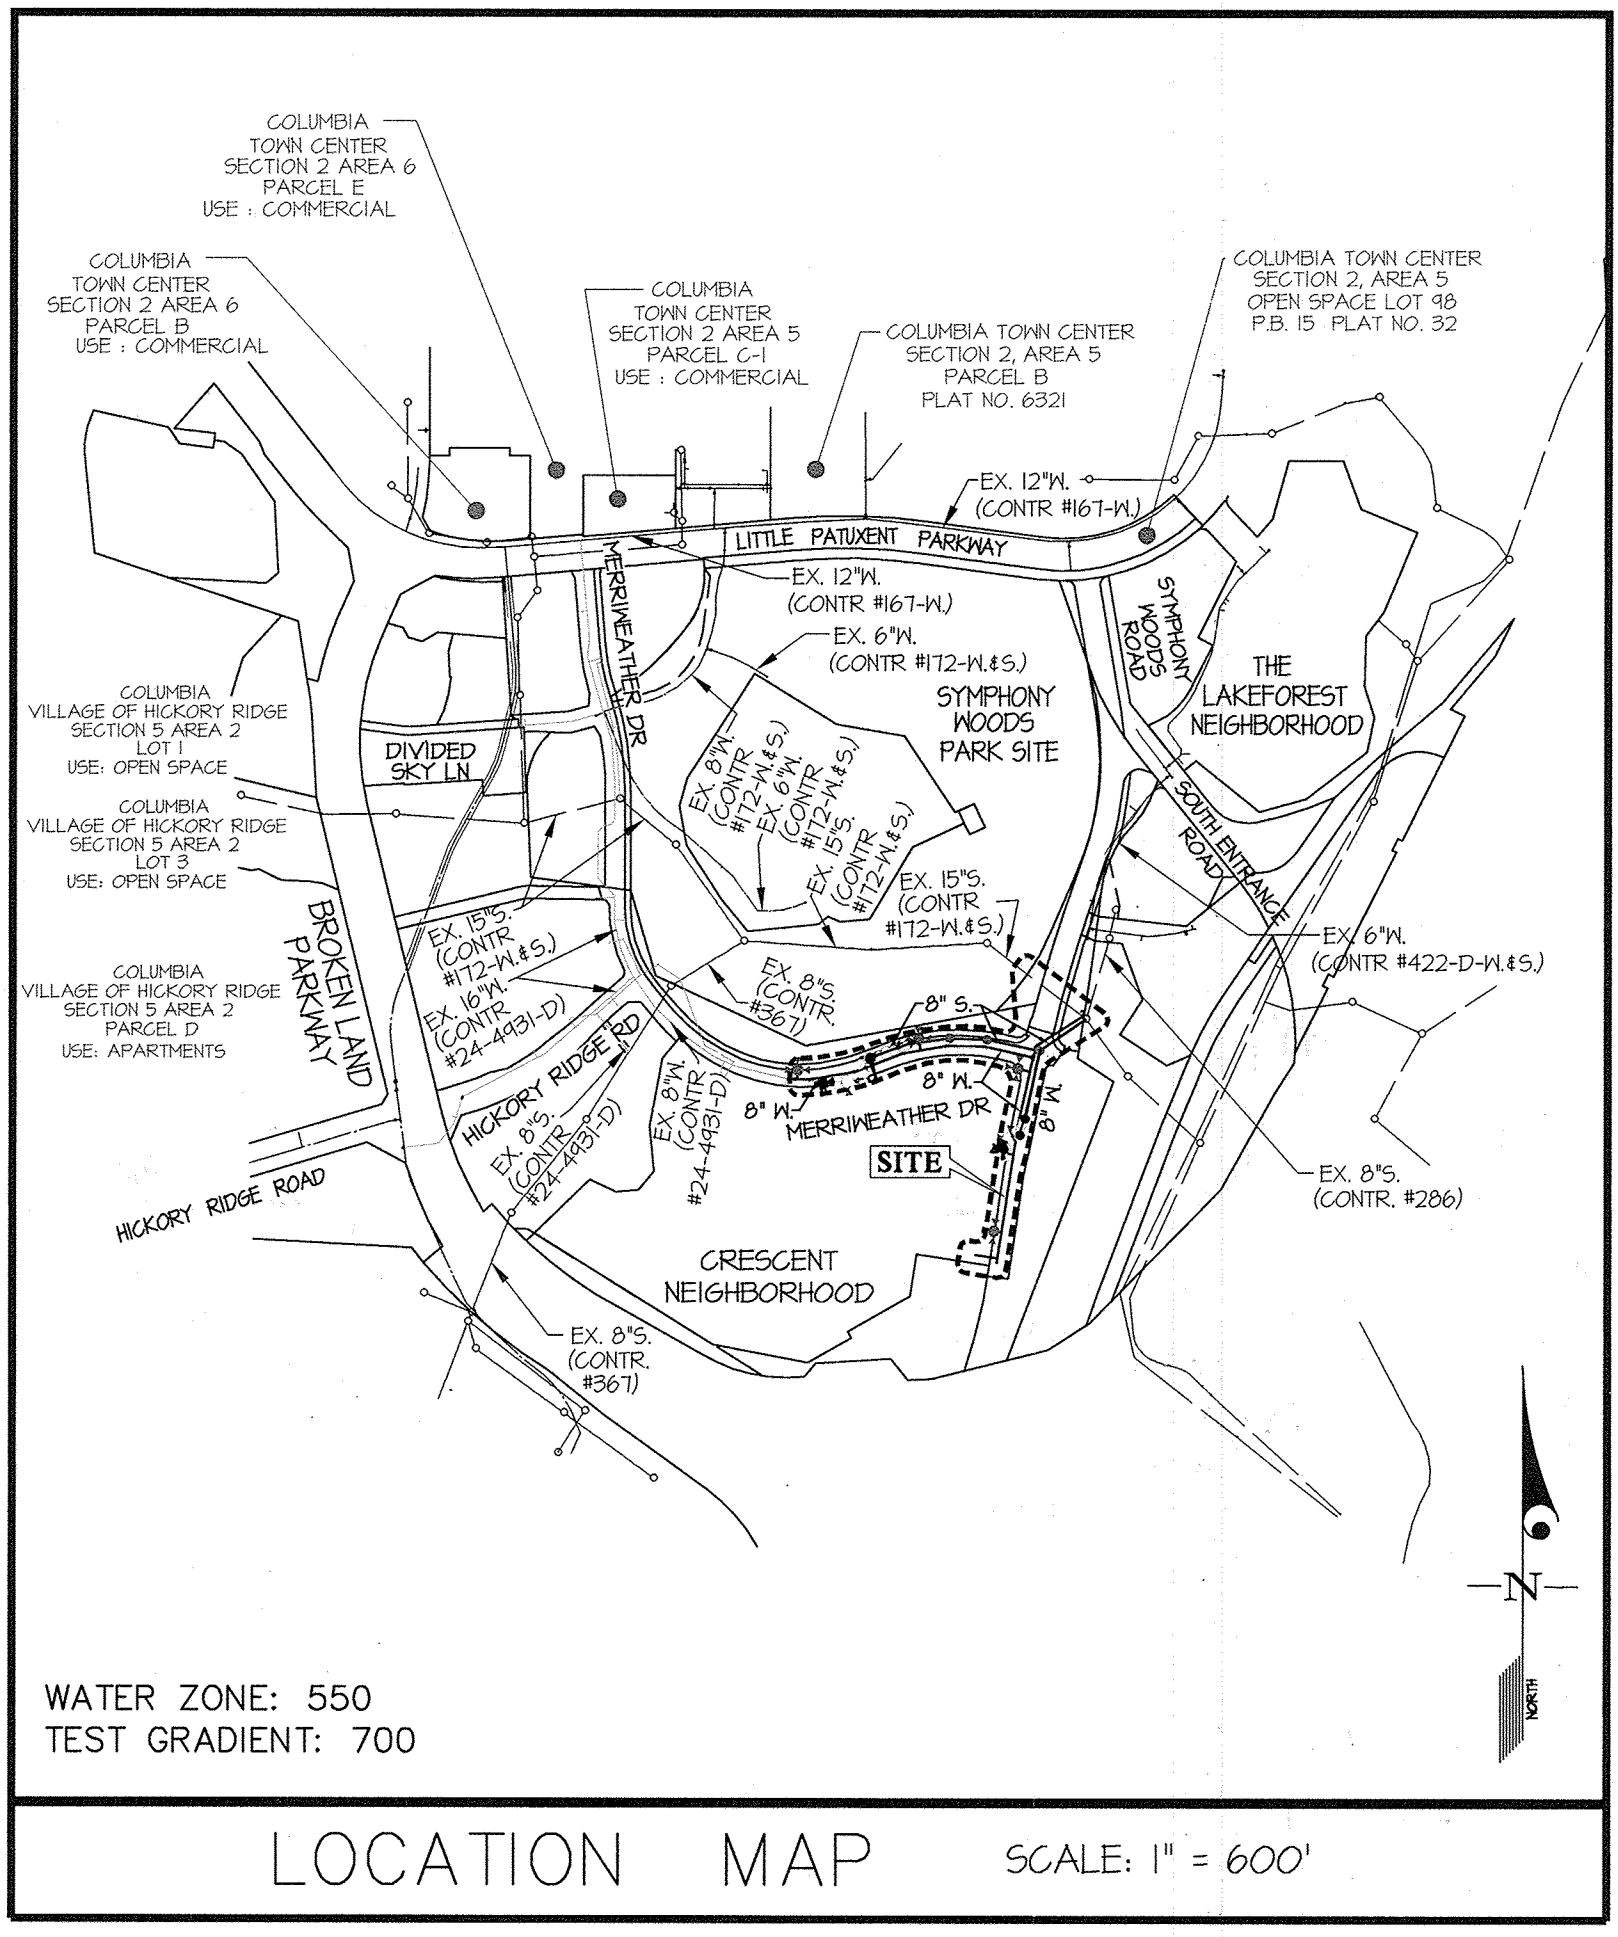 COLUMBIA
TOWN CENTER
SECTION 2 AREA 6
PARCEL E
USE : COMMERCIAL
COLUMBIA
TOWN CENTER
SECTION 2 AREA 6
PARCEL B
USE : COMMERCIAL
COLUMBIA
TOWN CENTER
SECTION 2 AREA 5
PARCEL C-1
USE : COMMERCIAL
COLUMBIA TOWN CENTER
SECTION 2, AREA 5
PARCEL B
PLAT NO. 6321
COLUMBIA TOWN CENTER
SECTION 2, AREA 5
OPEN SPACE LOT 98
P.B. 15 PLAT NO. 32
EX. 12"W.
(CONTR #167-W.)
LITTLE PATUXENT PARKWAY
MERRIWEATHER DR
EX. 12"W.
(CONTR #167-W.)
EX. 6"W.
(CONTR #172-W.&S.)
SYMPHONY
WOODS
ROAD
THE
LAKEFOREST
NEIGHBORHOOD
SYMPHONY
WOODS
PARK SITE
COLUMBIA
VILLAGE OF HICKORY RIDGE
SECTION 5 AREA 2
LOT 1
USE: OPEN SPACE
DIVIDED
SKY LN
EX. 8"W.
(CONTR
#172-W.&S.)
EX. 6"W.
(CONTR
#172-W.&S.)
EX. 15"S.
(CONTR
#172-W.&S.)
COLUMBIA
VILLAGE OF HICKORY RIDGE
SECTION 5 AREA 2
LOT 3
USE: OPEN SPACE
SOUTH ENTRANCE
ROAD
EX. 15"S.
(CONTR
#172-W.&S.)
BROKEN LAND
PARKWAY
EX. 15"S.
(CONTR
#172-W.&S.)
EX. 16"W.
(CONTR
#24-4931-D)
EX. 6"W.
(CONTR #422-D-W.&S.)
COLUMBIA
VILLAGE OF HICKORY RIDGE
SECTION 5 AREA 2
PARCEL D
USE: APARTMENTS
EX. 8"S.
(CONTR.
#367)
8" S.
HICKORY RIDGE RD
8" W.
8" W.
8" W.
MERRIWEATHER DR
EX. 8"S.
(CONTR
#24-4931-D)
EX. 8"W.
(CONTR
#24-4931-D)
SITE
EX. 8"S.
(CONTR. #286)
HICKORY RIDGE ROAD
CRESCENT
NEIGHBORHOOD
EX. 8"S.
(CONTR.
#367)
N
NORTH
WATER ZONE: 550
TEST GRADIENT: 700
LOCATION MAP
SCALE: 1" = 600'